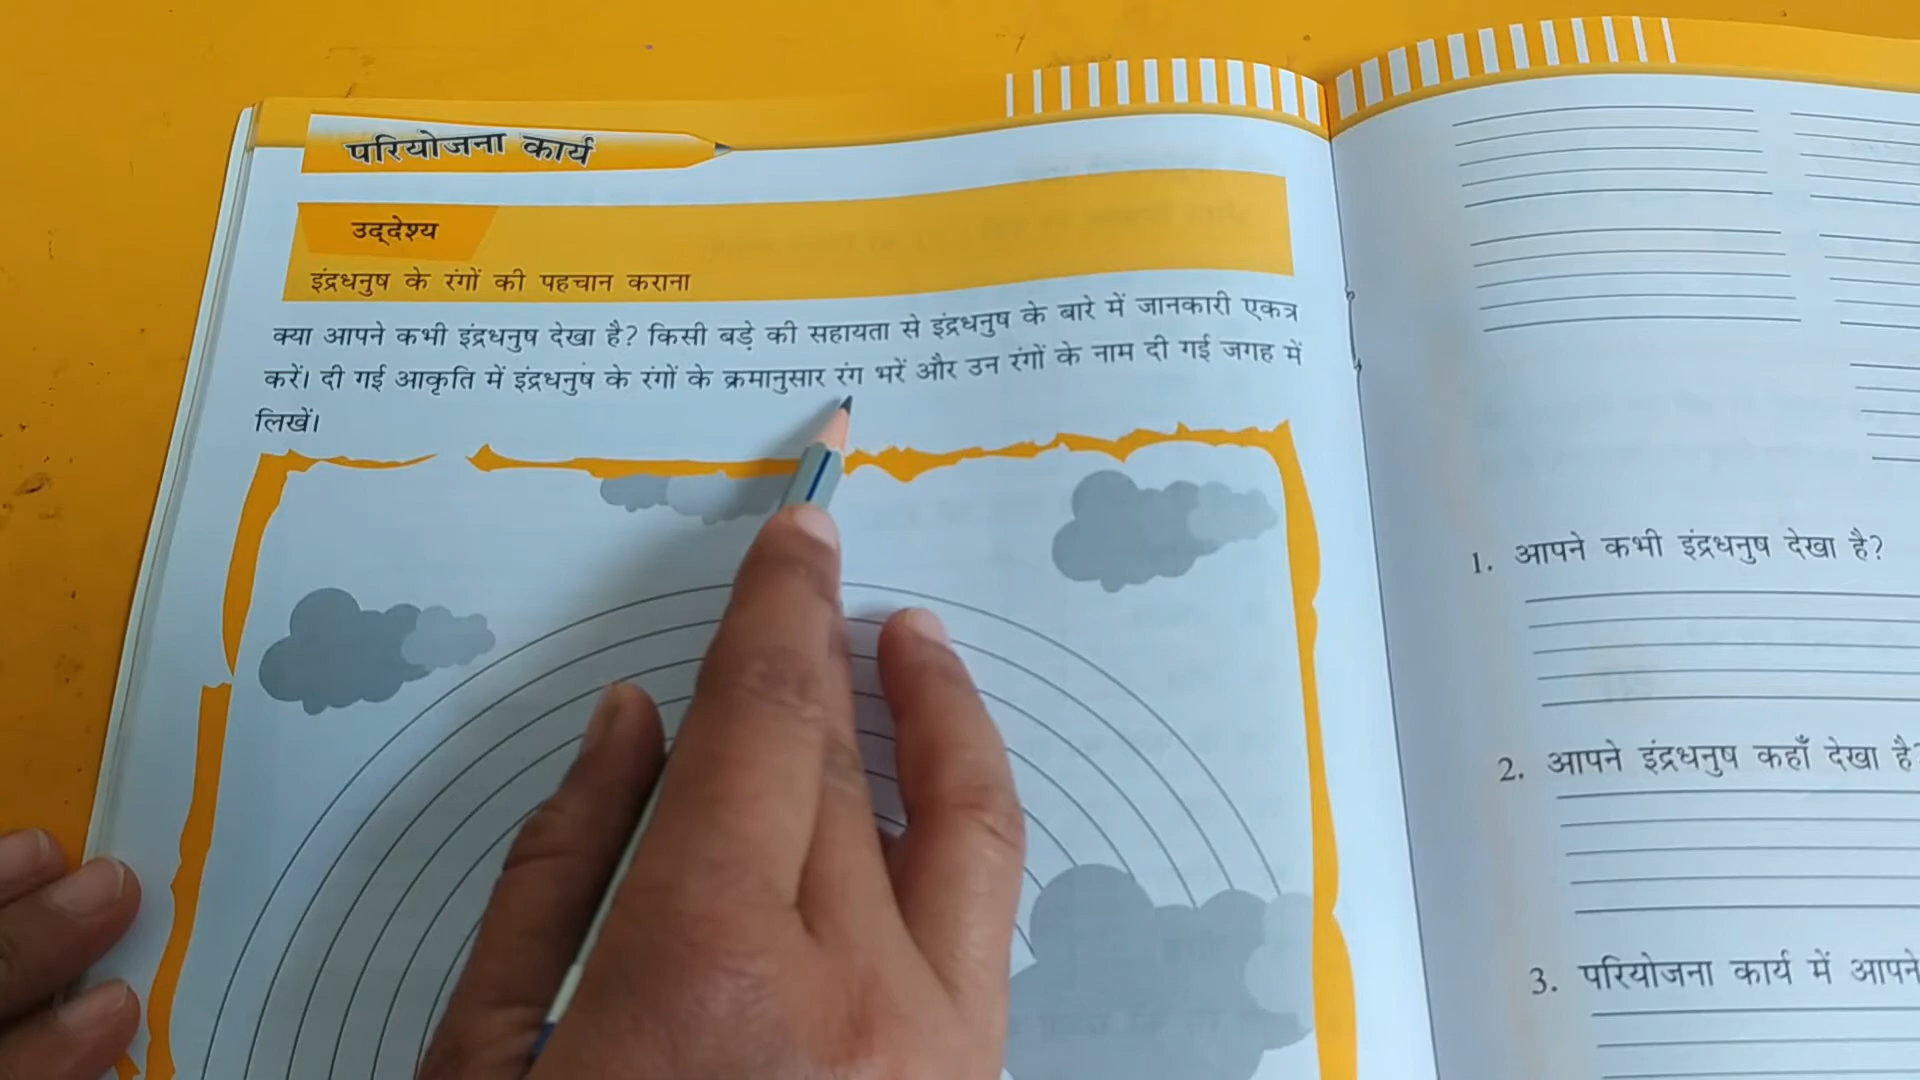 परियोजना कार्य
उद्देश्य
इंद्रधनुष के रंगों की पहचान कराना
क्या आपने कभी इंद्रधनुष देखा है? किसी बड़े की सहायता से इंद्रधनुष के बारे में जानकारी एकत्र
करें। दी गई आकृति में इंद्रधनुष के रंगों के क्रमानुसार रंग भरें और उन रंगों के नाम दी गई जगह में
लिखें।
1. आपने कभी इंद्रधनुष देखा है?
2. आपने इंद्रधनुष कहाँ देखा है?
3. परियोजना कार्य में आपने